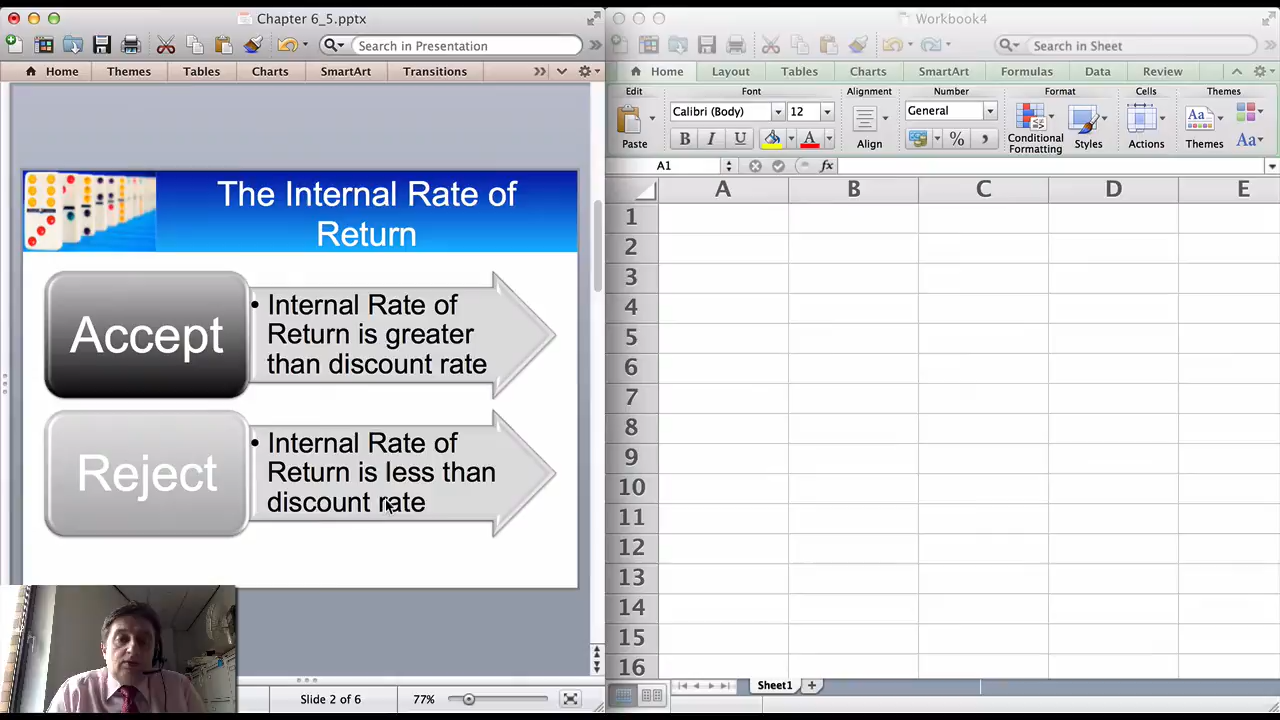 Chapter 6_5.pptx
Search in Presentation
Home Themes Tables Charts SmartArt Transitions
The Internal Rate of
Return
Accept
• Internal Rate of
Return is greater
than discount rate
Reject
• Internal Rate of
Return is less than
discount rate
Slide 2 of 6 77%
Workbook4
Search in Sheet
Home Layout Tables Charts SmartArt Formulas Data Review
Edit Font Alignment Number Format Cells Themes
Calibri (Body) 12 General
Paste B I U A Align % Conditional
Formatting Styles Actions Aa Themes Aa
A1 fx
A B C D E
1
2
3
4
5
6
7
8
9
10
11
12
13
14
15
16
Sheet1